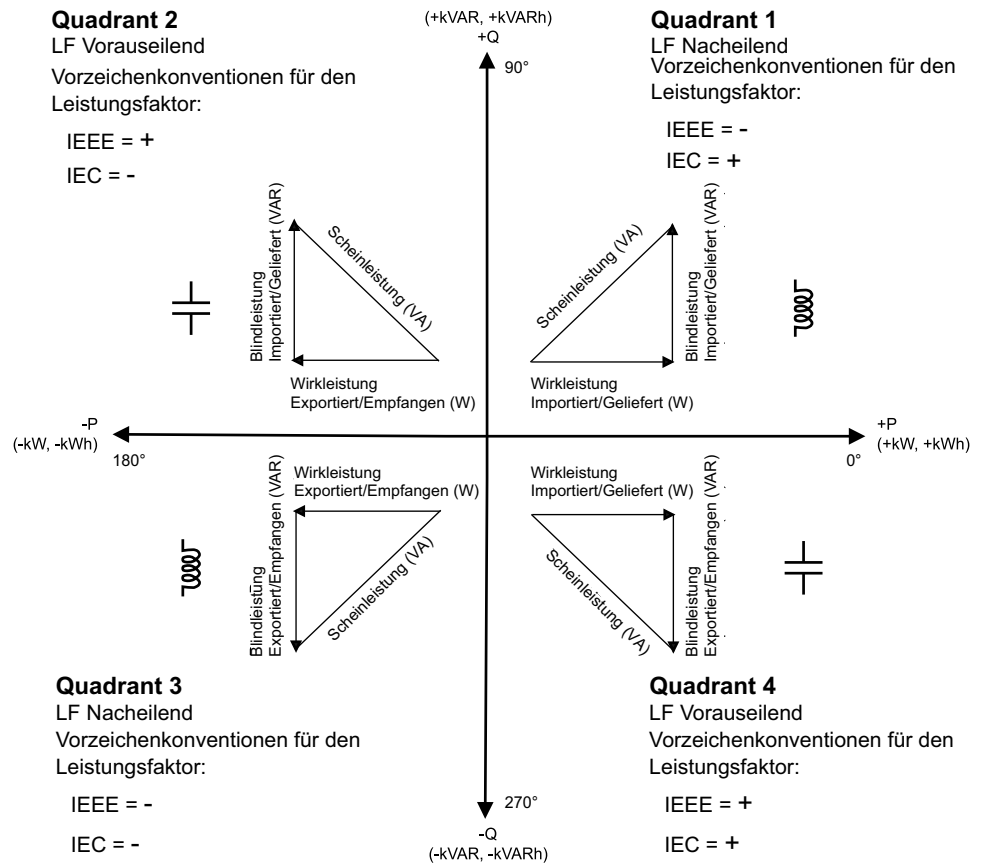 Quadrant 2
LF Vorauseilend
Vorzeichenkonventionen für den
Leistungsfaktor:
IEEE = +
IEC = -
(+kVAR, +kVARh)
+Q
90°
Quadrant 1
LF Nacheilend
Vorzeichenkonventionen für den
Leistungsfaktor:
IEEE = -
IEC = +
Blindleistung
Importiert/Geliefert (VAR)
Scheinleistung (VA)
Wirkleistung
Exportiert/Empfangen (W)
Scheinleistung (VA)
Blindleistung
Importiert/Geliefert (VAR)
Wirkleistung
Importiert/Geliefert (W)
-P
(-kW, -kWh)
180°
+P
(+kW, +kWh)
0°
Wirkleistung
Exportiert/Empfangen (W)
Blindleistung
Exportiert/Empfangen (VAR)
Scheinleistung (VA)
Wirkleistung
Importiert/Geliefert (W)
Scheinleistung (VA)
Blindleistung
Exportiert/Empfangen (VAR)
Quadrant 3
LF Nacheilend
Vorzeichenkonventionen für den
Leistungsfaktor:
IEEE = -
IEC = -
270°
-Q
(-kVAR, -kVARh)
Quadrant 4
LF Vorauseilend
Vorzeichenkonventionen für den
Leistungsfaktor:
IEEE = +
IEC = +